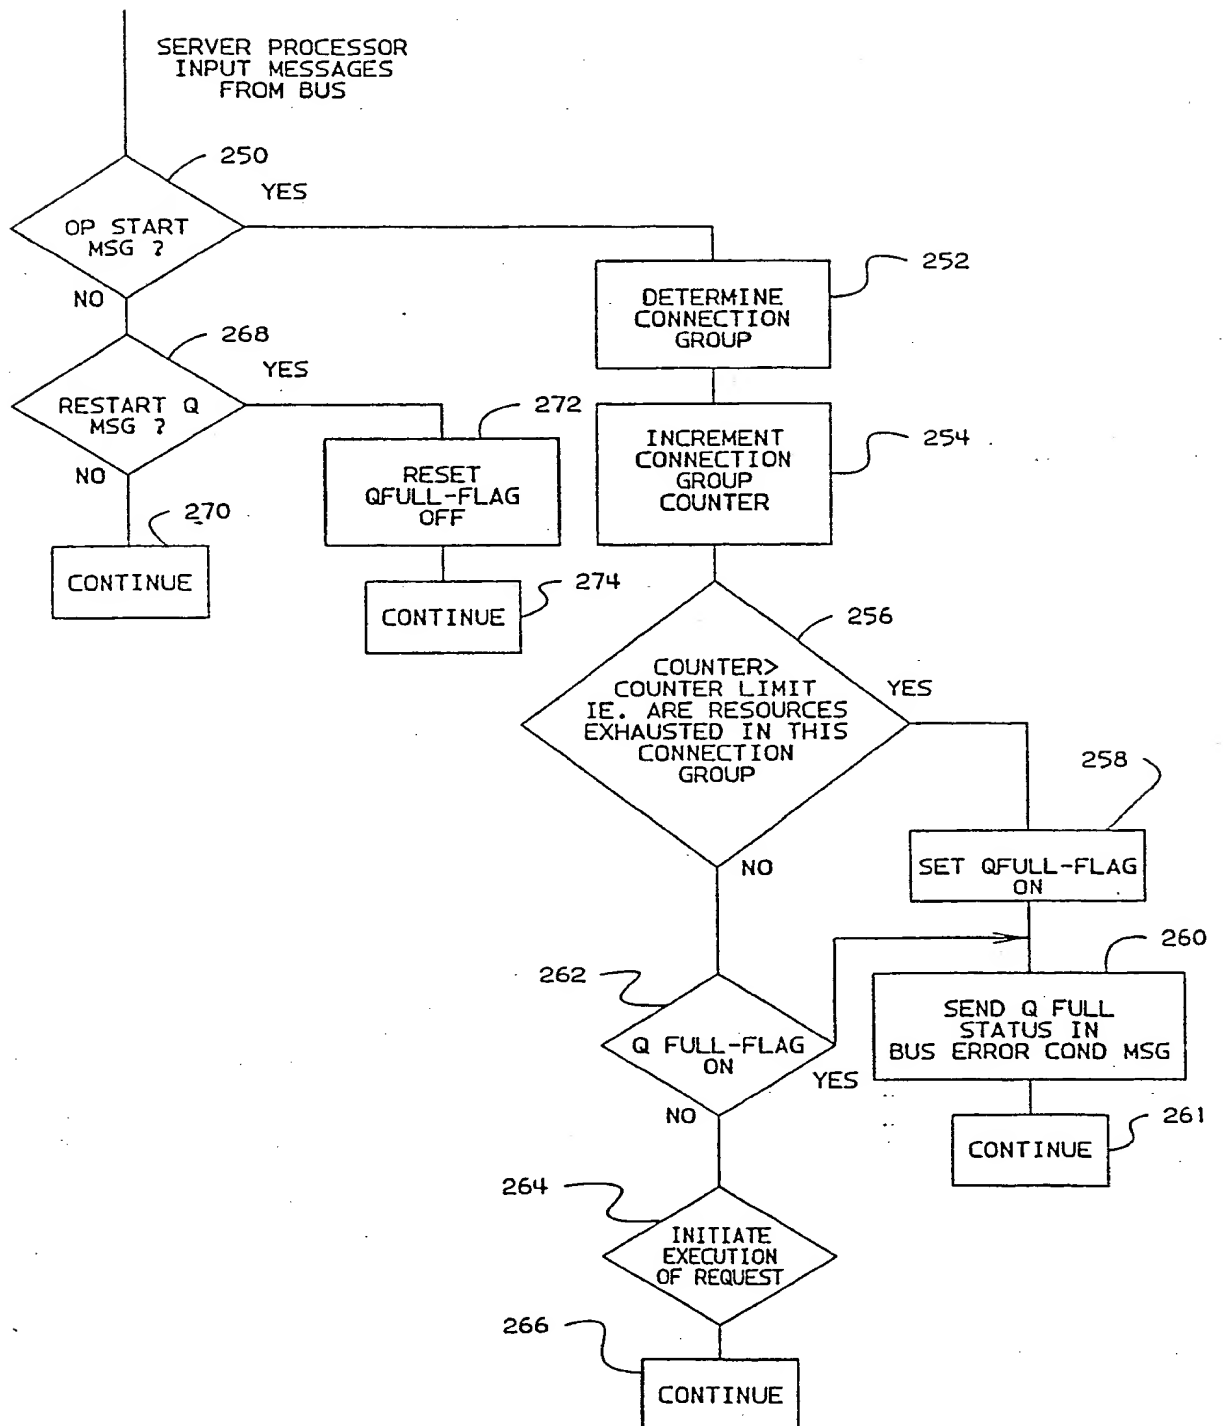 SERVER PROCESSOR
INPUT MESSAGES
FROM BUS
250
YES
OP START
MSG ?
NO
252
DETERMINE
CONNECTION
GROUP
268
YES
RESTART Q
MSG ?
NO
272
RESET
QFULL-FLAG
OFF
254
INCREMENT
CONNECTION
GROUP
COUNTER
270
CONTINUE
274
CONTINUE
256
COUNTER>
COUNTER LIMIT
IE. ARE RESOURCES
EXHAUSTED IN THIS
CONNECTION
GROUP
YES
NO
258
SET QFULL-FLAG
ON
260
SEND Q FULL
STATUS IN
BUS ERROR COND MSG
261
CONTINUE
262
Q FULL-FLAG
ON
YES
NO
264
INITIATE
EXECUTION
OF REQUEST
266
CONTINUE